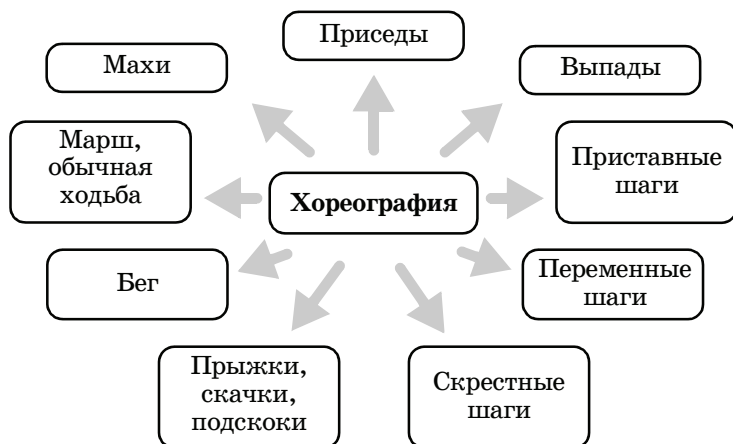 Приседы
Махи
Выпады
Марш,
обычная
ходьба
Хореография
Приставные
шаги
Бег
Переменные
шаги
Прыжки,
скачки,
подскоки
Скрестные
шаги